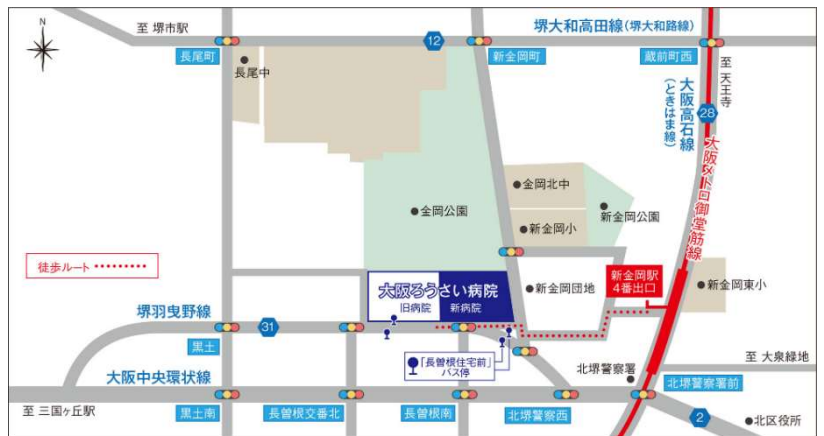 N
至 堺市駅
堺大和高田線(堺大和路線)
12
長尾町
新金岡町
蔵前町西
長尾中
至 天王寺
大阪高石線
(ときはま線)
28
大阪メトロ御堂筋線
金岡北中
金岡公園
新金岡公園
新金岡小
徒歩ルート
大阪ろうさい病院
旧病院
新病院
新金岡団地
新金岡駅
4番出口
新金岡東小
堺羽曳野線
31
黒土
「長曽根住宅前」
バス停
至 大泉緑地
北堺警察署
大阪中央環状線
北堺警察署前
至 三国ヶ丘駅
黒土南
長曽根交番北
長曽根南
北堺警察西
2
北区役所